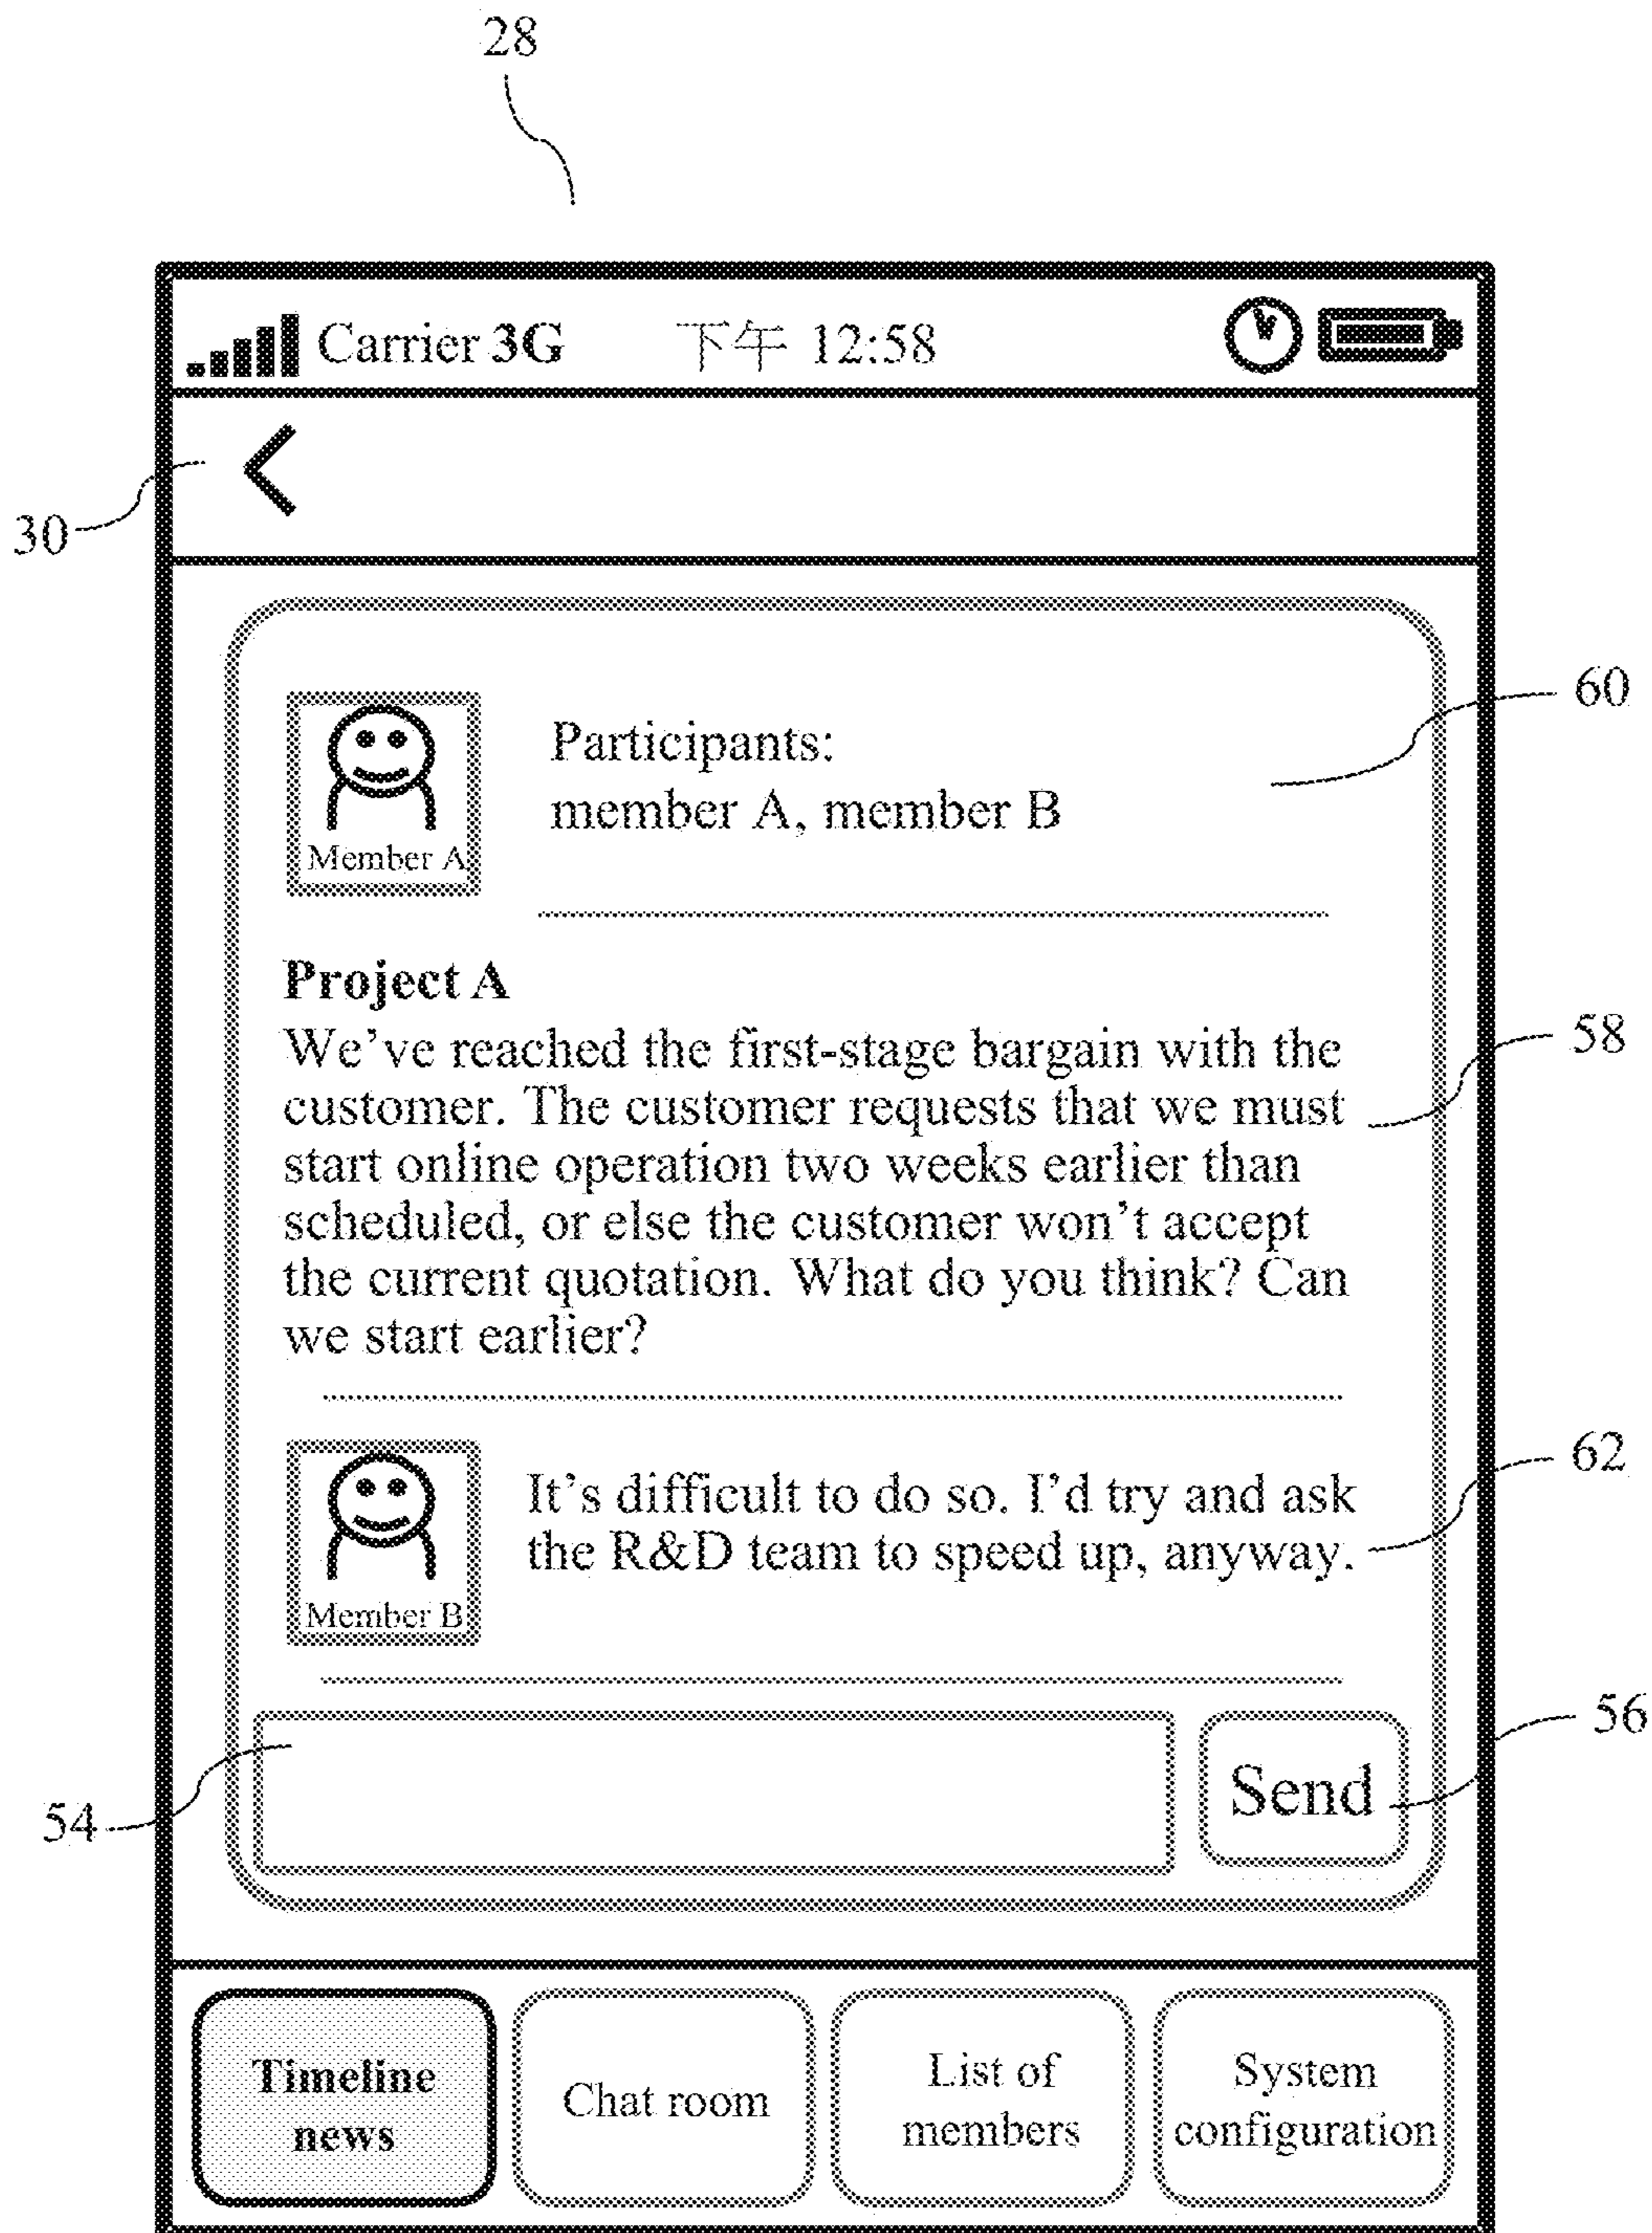 28
Carrier 3G 下午 12:58
30
60
Participants:
member A, member B
Member A
Project A
58
We've reached the first-stage bargain with the
customer. The customer requests that we must
start online operation two weeks earlier than
scheduled, or else the customer won't accept
the current quotation. What do you think? Can
we start earlier?
62
It's difficult to do so. I'd try and ask
the R&D team to speed up, anyway.
Member B
56
Send
54
Timeline
news
Chat room
List of
members
System
configuration